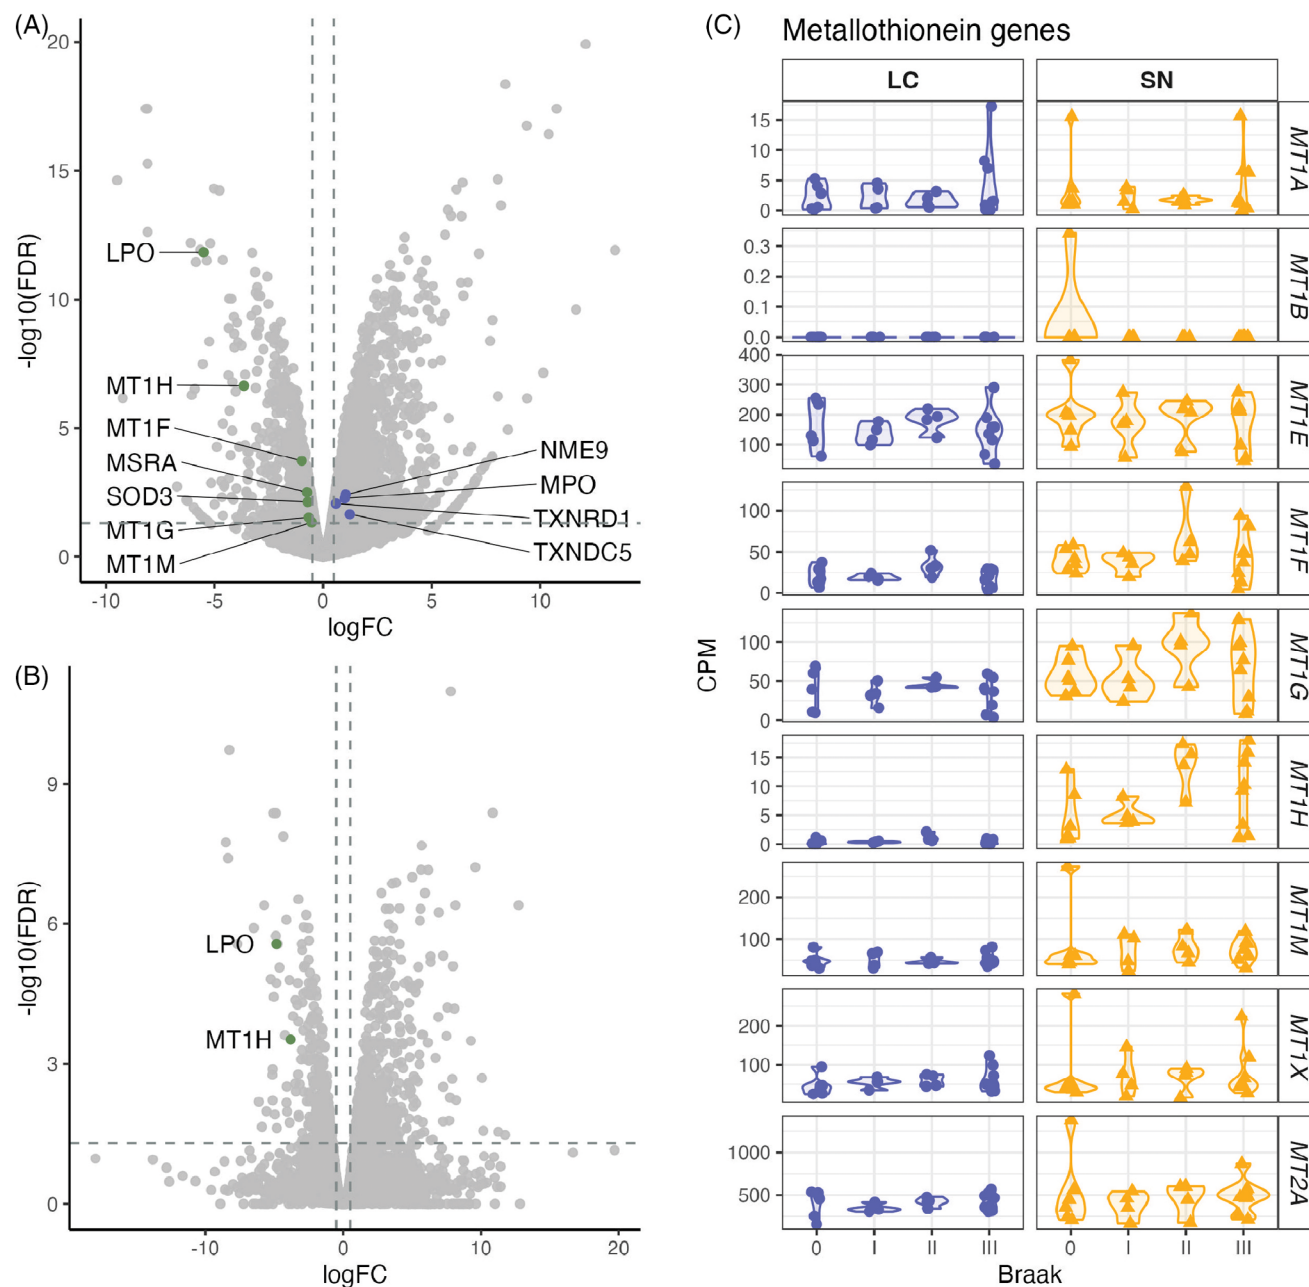 (A)
20
15
10
5
0
-log10(FDR)
LPO
MT1H
MT1F
MSRA
SOD3
MT1G
MT1M
NME9
MPO
TXNRD1
TXNDC5
-10 -5 0 5 10
logFC
(B)
9
6
3
0
-log10(FDR)
LPO
MT1H
-10 0 10 20
logFC
(C) Metallothionein genes
LC SN
15
10
5
0
MT1A
0.3
0.2
0.1
0.0
MT1B
400
300
200
100
MT1E
100
50
0
MT1F
100
50
0
MT1G
15
10
5
0
MT1H
200
100
MT1M
200
100
MT1X
1000
500
MT2A
CPM
0 I II III 0 I II III
Braak